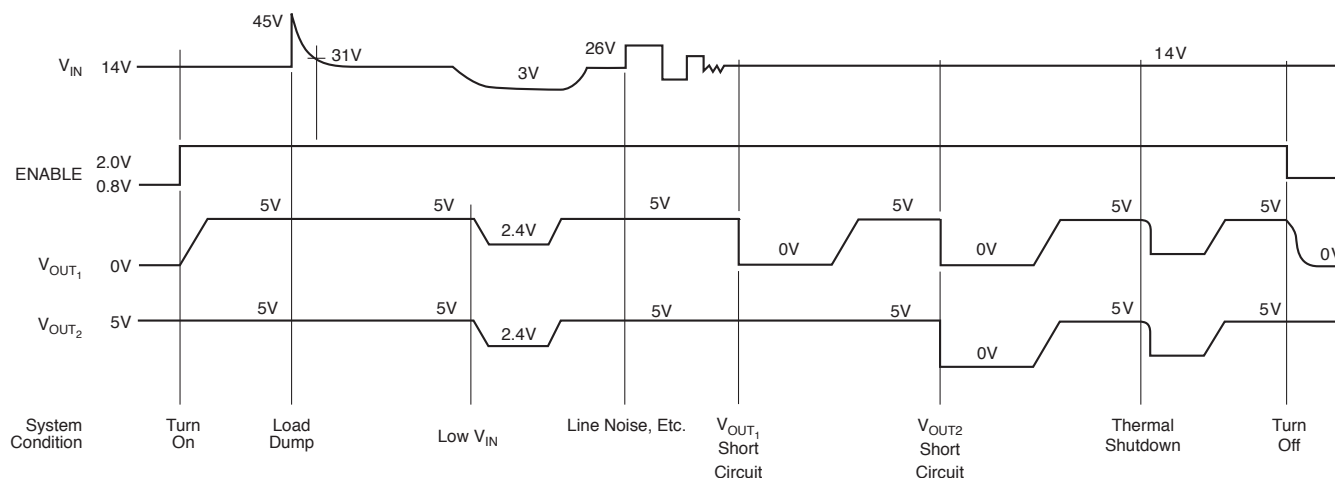 45V
31V
26V
V_IN 14V
3V
14V
ENABLE 2.0V
0.8V
5V 5V 5V 5V 5V 5V
2.4V
V_OUT1 0V
0V 0V 0V
V_OUT2 5V
5V 5V 5V 5V 5V 5V
2.4V
0V
System Condition
Turn On
Load Dump
Low V_IN
Line Noise, Etc.
V_OUT1 Short Circuit
V_OUT2 Short Circuit
Thermal Shutdown
Turn Off